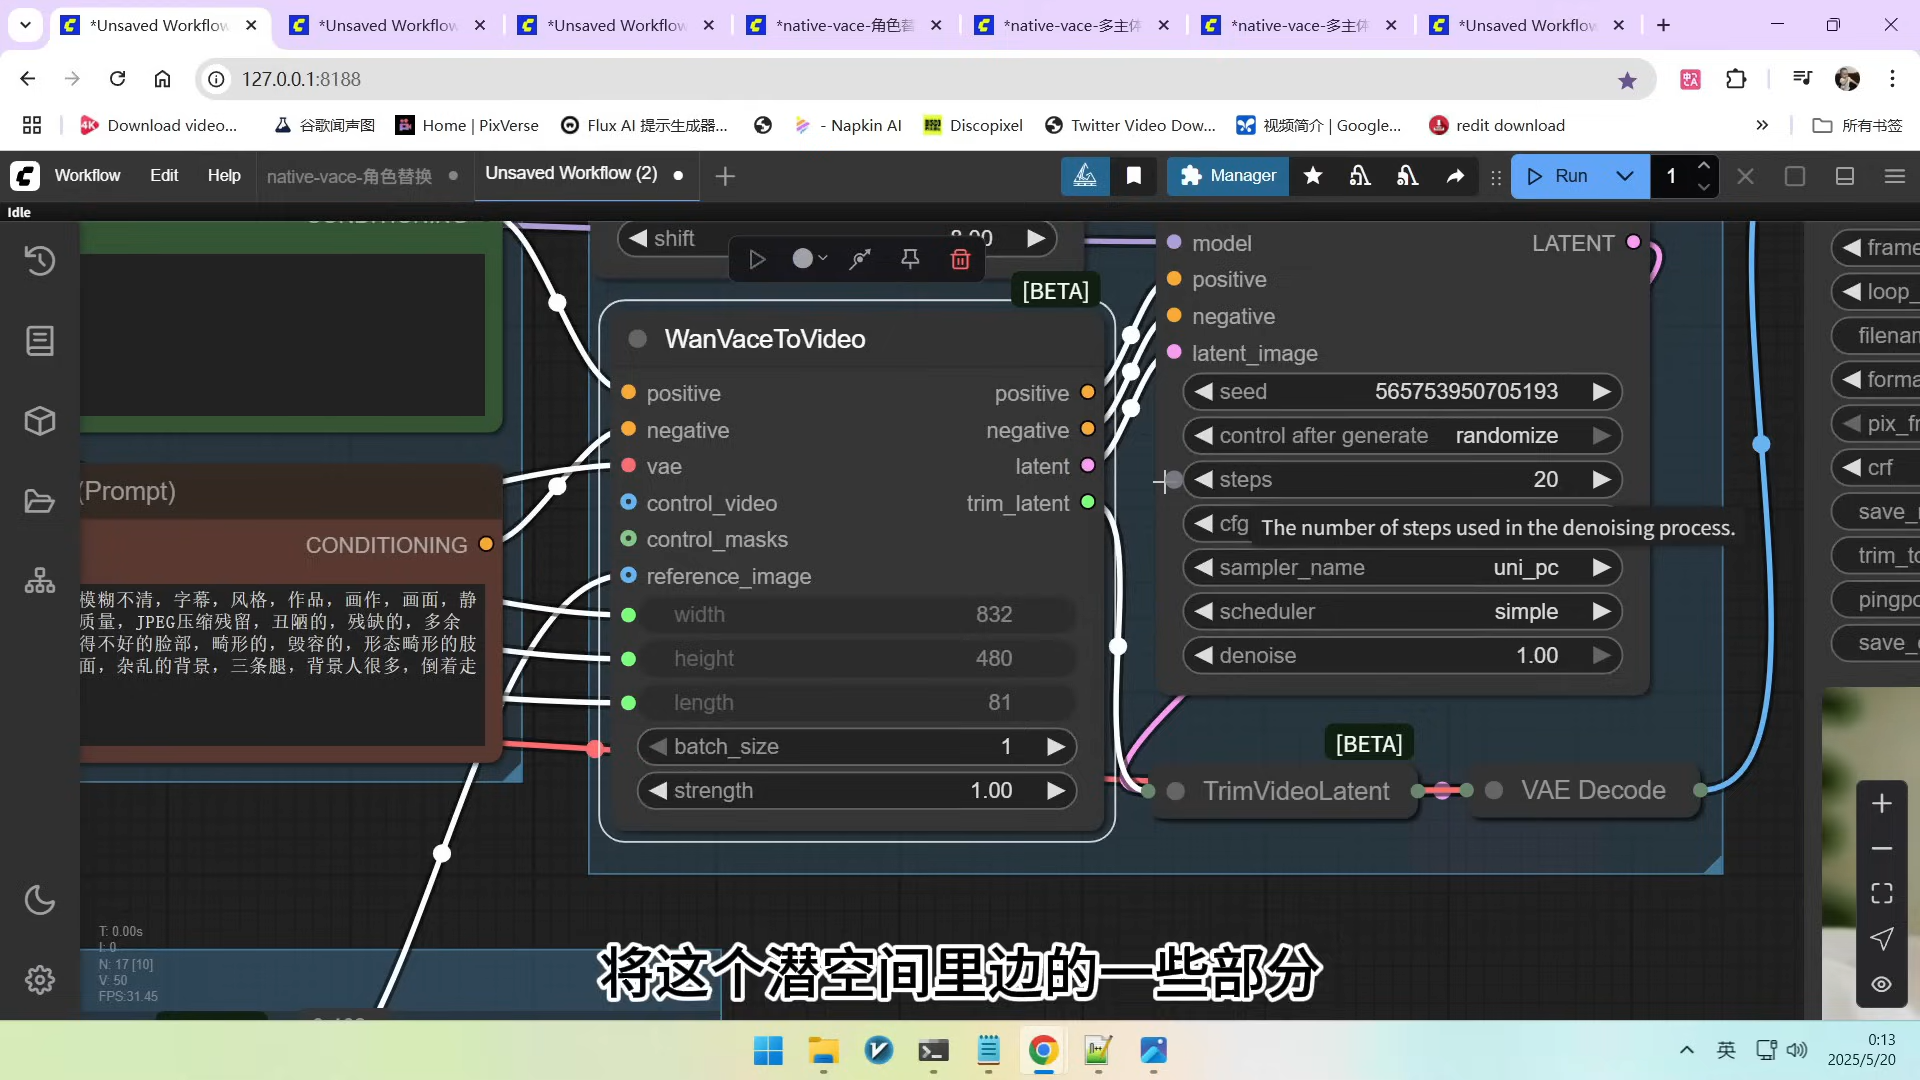 *Unsaved Workflow
*Unsaved Workflow
*Unsaved Workflow
*native-vace-角色替
*native-vace-多主体
*native-vace-多主体
*Unsaved Workflow
127.0.0.1:8188
Download video...
谷歌闻声图
Home | PixVerse
Flux AI 提示生成器...
- Napkin AI
Discopixel
Twitter Video Dow...
视频简介 | Google...
redit download
所有书签
Workflow
Edit
Help
native-vace-角色替换
Unsaved Workflow (2)
Manager
Run
1
Idle
CONDITIONING
shift 8.00
[BETA]
WanVaceToVideo
positive positive
negative negative
vae latent
control_video trim_latent
control_masks
reference_image
width 832
height 480
length 81
batch_size 1
strength 1.00
model LATENT
positive
negative
latent_image
seed 565753950705193
control after generate randomize
steps 20
cfg
The number of steps used in the denoising process.
sampler_name uni_pc
scheduler simple
denoise 1.00
[BETA]
TrimVideoLatent
VAE Decode
(Prompt)
CONDITIONING
模糊不清，字幕，风格，作品，画作，画面，静
质量，JPEG压缩残留，丑陋的，残缺的，多余
得不好的脸部，畸形的，毁容的，形态畸形的肢
面，杂乱的背景，三条腿，背景人很多，倒着走
frame
loop_
filenam
forma
pix_fr
crf
save_
trim_to
pingpo
save_
T: 0.00s
I: 0
N: 17 [10]
V: 50
FPS:31.45
将这个潜空间里边的一些部分
英
0:13
2025/5/20